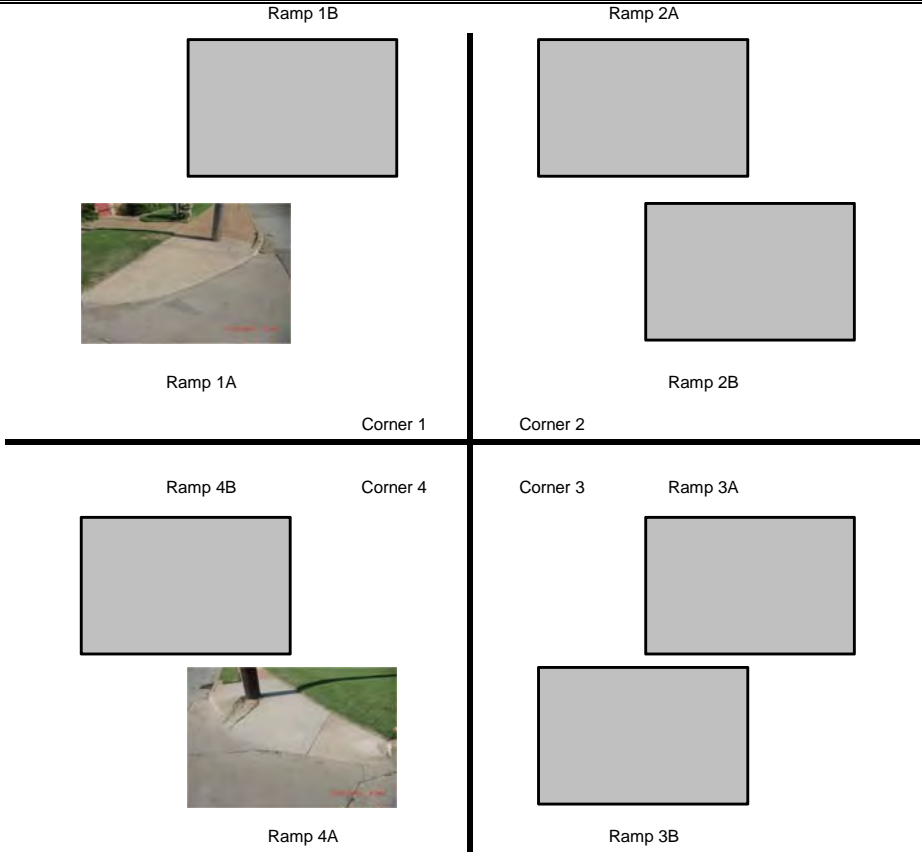 Ramp 1B Ramp 2A
Ramp 1A Ramp 2B
Corner 1 Corner 2
Ramp 4B Corner 4 Corner 3 Ramp 3A
Ramp 4A Ramp 3B